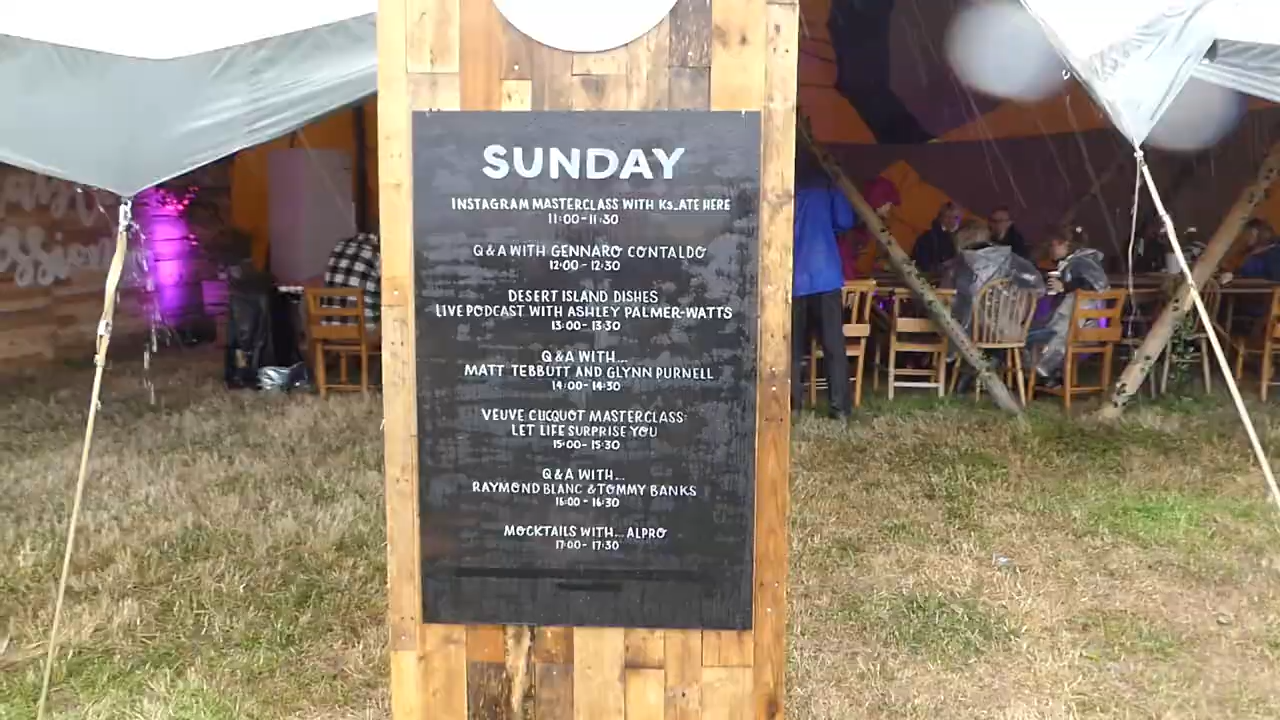 SUNDAY
INSTAGRAM MASTERCLASS WITH Ks_ATE HERE
11:00-11:30
Q&A WITH GENNARO CONTALDO
12:00-12:30
DESERT ISLAND DISHES
LIVE PODCAST WITH ASHLEY PALMER-WATTS
13:00-13:30
Q&A WITH...
MATT TEBBUTT AND GLYNN PURNELL
14:00-14:30
VEUVE CLICQUOT MASTERCLASS:
LET LIFE SURPRISE YOU
15:00-15:30
Q&A WITH...
RAYMOND BLANC & TOMMY BANKS
16:00-16:30
MOCKTAILS WITH... ALPRO
17:00-17:30